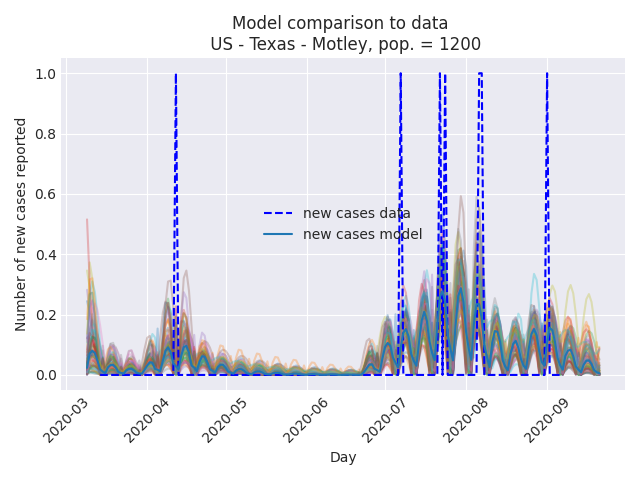 Model comparison to data
US - Texas - Motley, pop. = 1200
Number of new cases reported
1.0
0.8
0.6
0.4
0.2
0.0
new cases data
new cases model
2020-03
2020-04
2020-05
2020-06
2020-07
2020-08
2020-09
Day